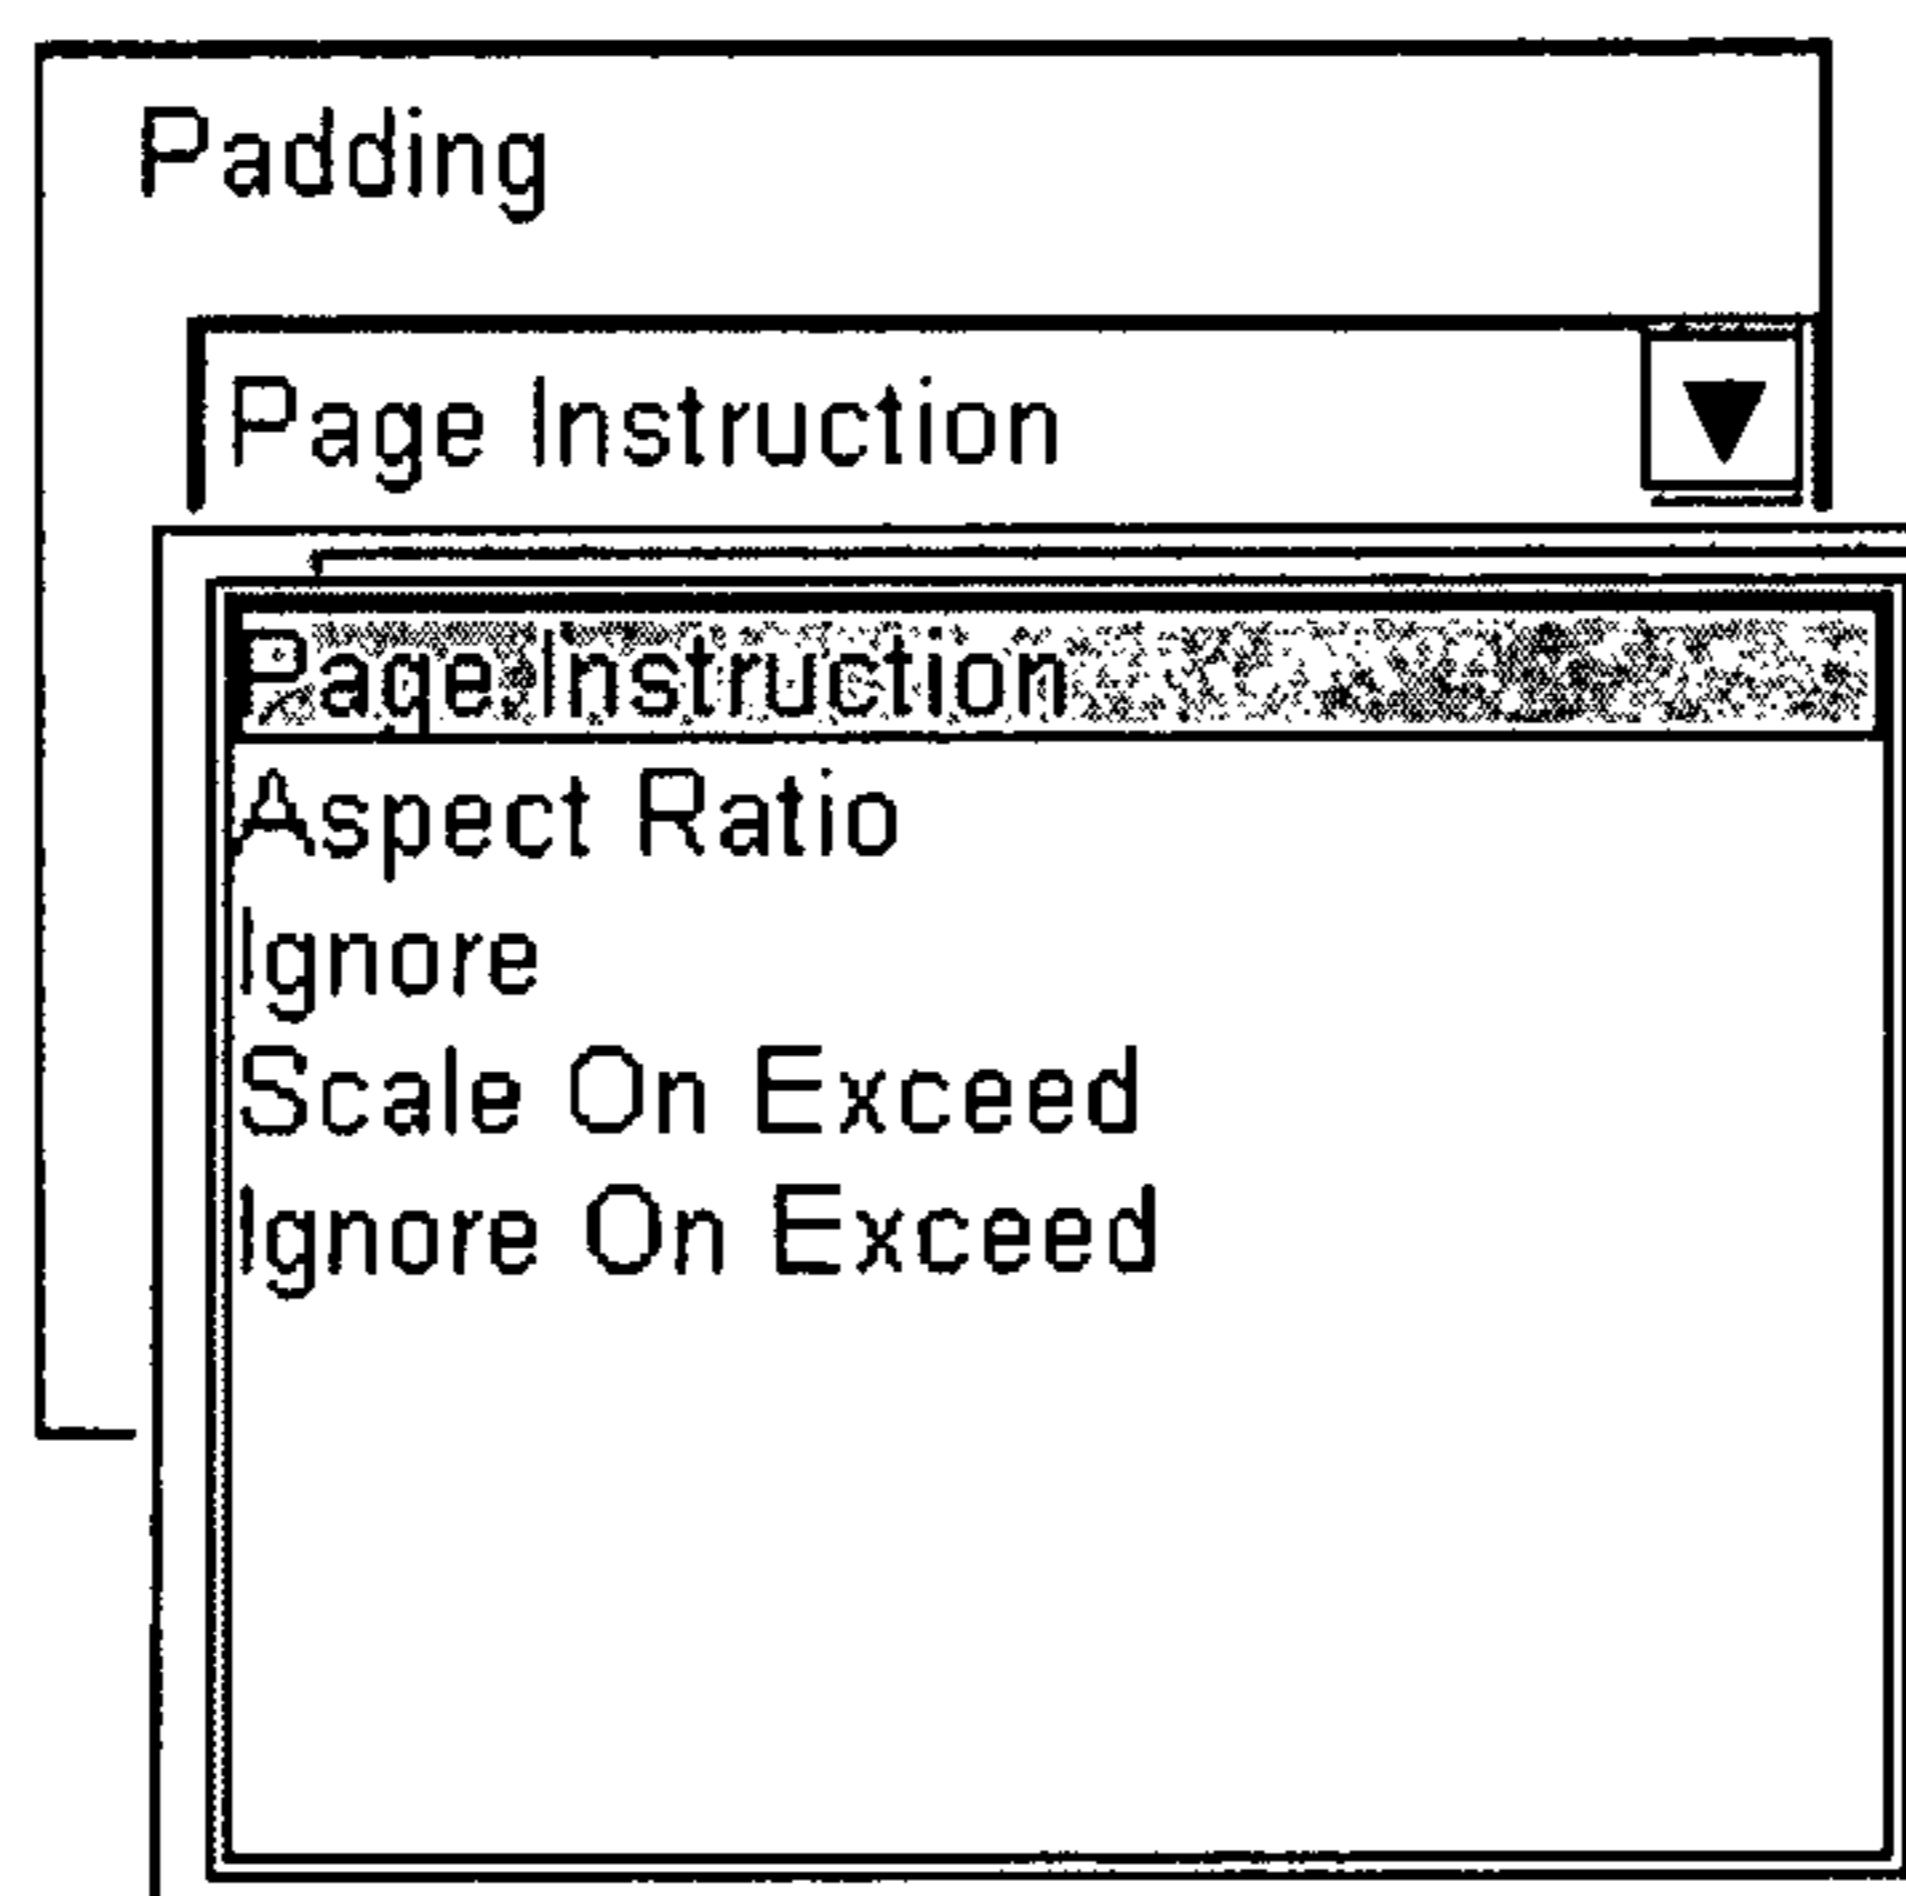 Padding
Page Instruction
Page Instruction
Aspect Ratio
Ignore
Scale On Exceed
Ignore On Exceed